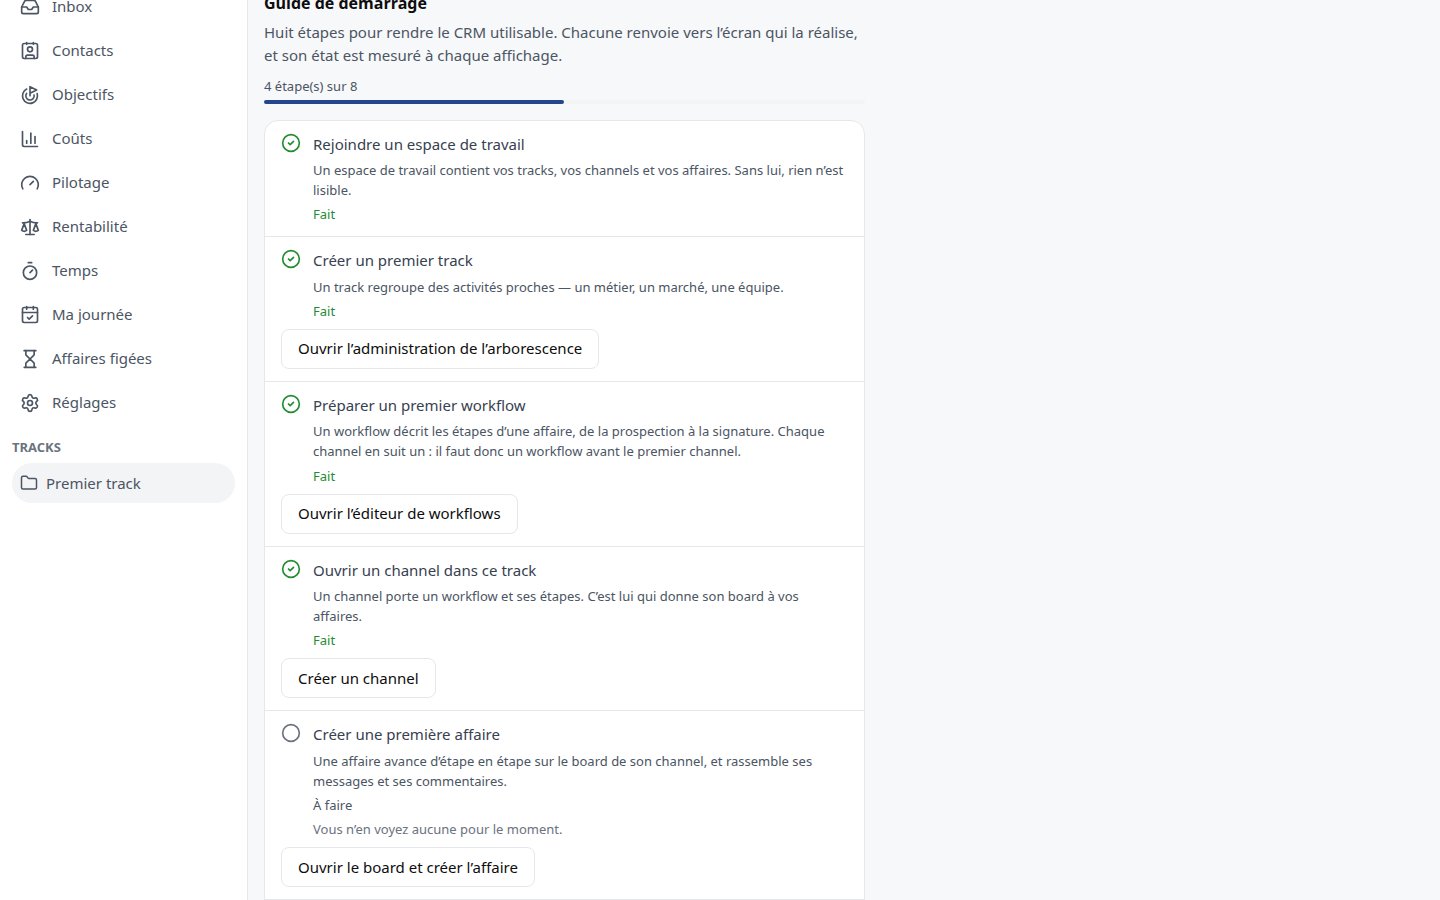 Inbox
Contacts
Objectifs
Coûts
Pilotage
Rentabilité
Temps
Ma journée
Affaires figées
Réglages
TRACKS
Premier track
Guide de démarrage
Huit étapes pour rendre le CRM utilisable. Chacune renvoie vers l’écran qui la réalise,
et son état est mesuré à chaque affichage.
4 étape(s) sur 8
Rejoindre un espace de travail
Un espace de travail contient vos tracks, vos channels et vos affaires. Sans lui, rien n’est
lisible.
Fait
Créer un premier track
Un track regroupe des activités proches — un métier, un marché, une équipe.
Fait
Ouvrir l’administration de l’arborescence
Préparer un premier workflow
Un workflow décrit les étapes d’une affaire, de la prospection à la signature. Chaque
channel en suit un : il faut donc un workflow avant le premier channel.
Fait
Ouvrir l’éditeur de workflows
Ouvrir un channel dans ce track
Un channel porte un workflow et ses étapes. C’est lui qui donne son board à vos
affaires.
Fait
Créer un channel
Créer une première affaire
Une affaire avance d’étape en étape sur le board de son channel, et rassemble ses
messages et ses commentaires.
À faire
Vous n’en voyez aucune pour le moment.
Ouvrir le board et créer l’affaire